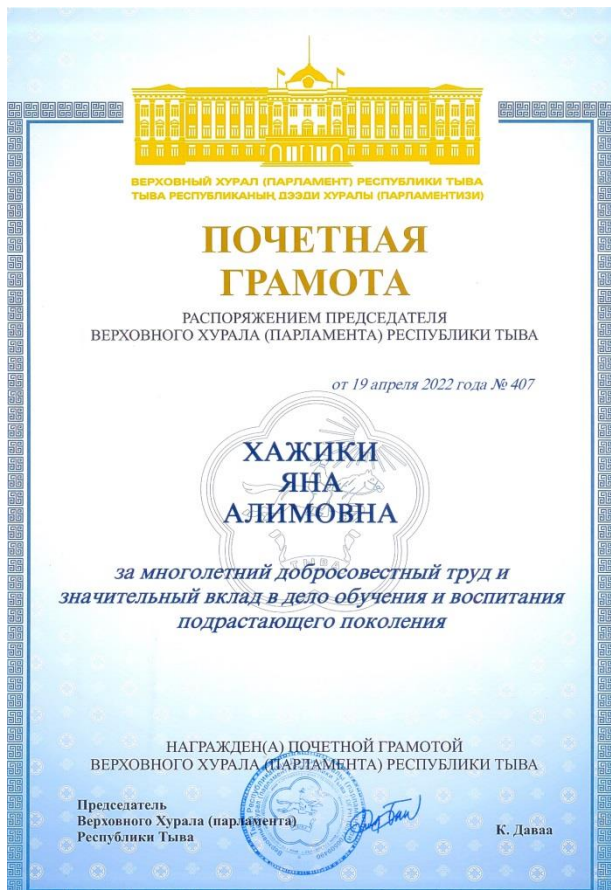 ВЕРХОВНЫЙ ХУРАЛ (ПАРЛАМЕНТ) РЕСПУБЛИКИ ТЫВА
ТЫВА РЕСПУБЛИКАНЫҢ ДЭЭДИ ХУРАЛЫ (ПАРЛАМЕНТИЗИ)
ПОЧЕТНАЯ
ГРАМОТА
РАСПОРЯЖЕНИЕМ ПРЕДСЕДАТЕЛЯ
ВЕРХОВНОГО ХУРАЛА (ПАРЛАМЕНТА) РЕСПУБЛИКИ ТЫВА
от 19 апреля 2022 года № 407
ХАЖИКИ
ЯНА
АЛИМОВНА
ТЫВА
за многолетний добросовестный труд и
значительный вклад в дело обучения и воспитания
подрастающего поколения
НАГРАЖДЕН(А) ПОЧЕТНОЙ ГРАМОТОЙ
ВЕРХОВНОГО ХУРАЛА (ПАРЛАМЕНТА) РЕСПУБЛИКИ ТЫВА
Председатель
Верховного Хурала (парламента)
Республики Тыва
К. Даваа